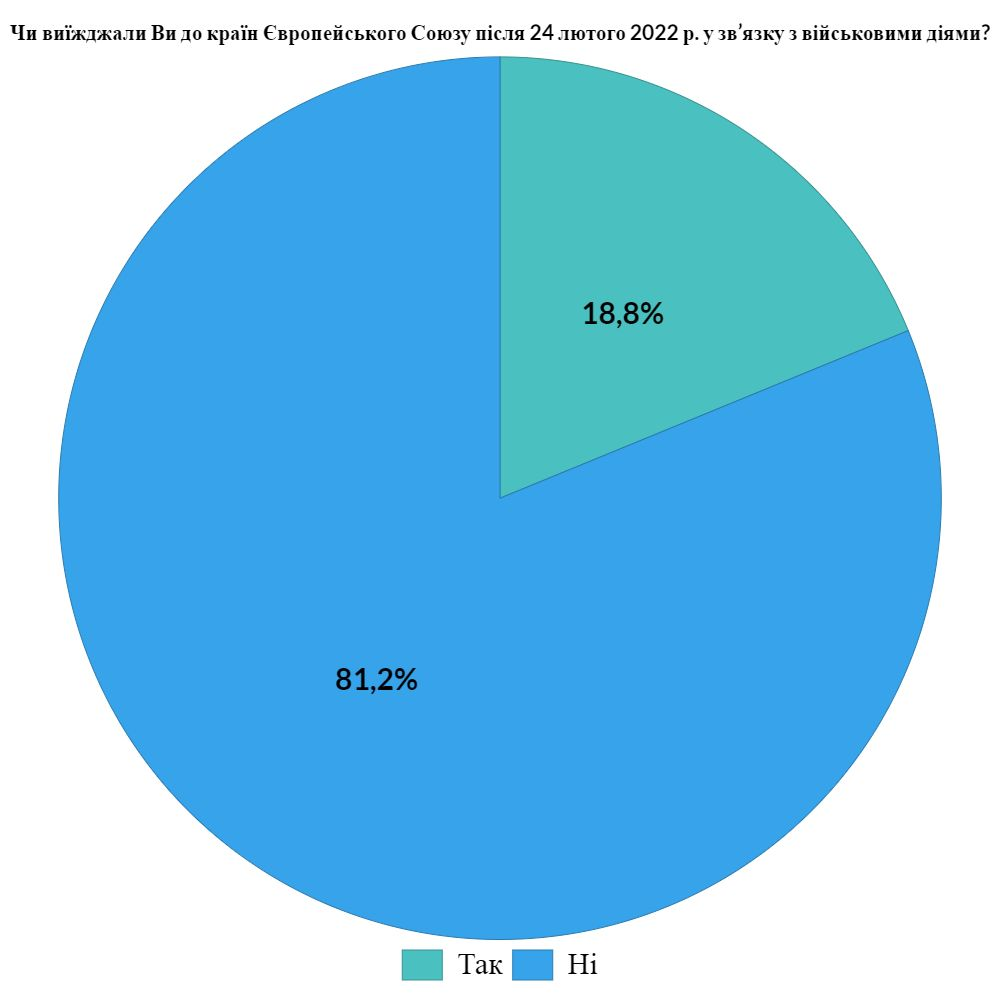 Чи виїжджали Ви до країн Європейського Союзу після 24 лютого 2022 р. у зв’язку з військовими діями?
18,8%
81,2%
Так Ні